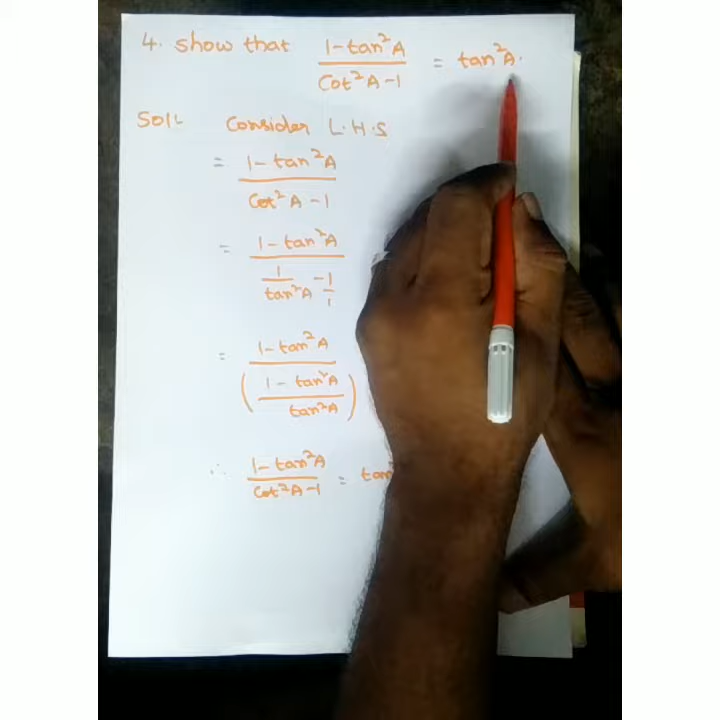 4. show that (1-tan²A)/(Cot²A-1) = tan²A.
Sol:- Consider L.H.S
= (1-tan²A)/(Cot²A-1)
= (1-tan²A)/(1/tan²A - 1/1)
= (1-tan²A)/((1-tan²A)/tan²A)
∴ (1-tan²A)/(Cot²A-1) = tan²